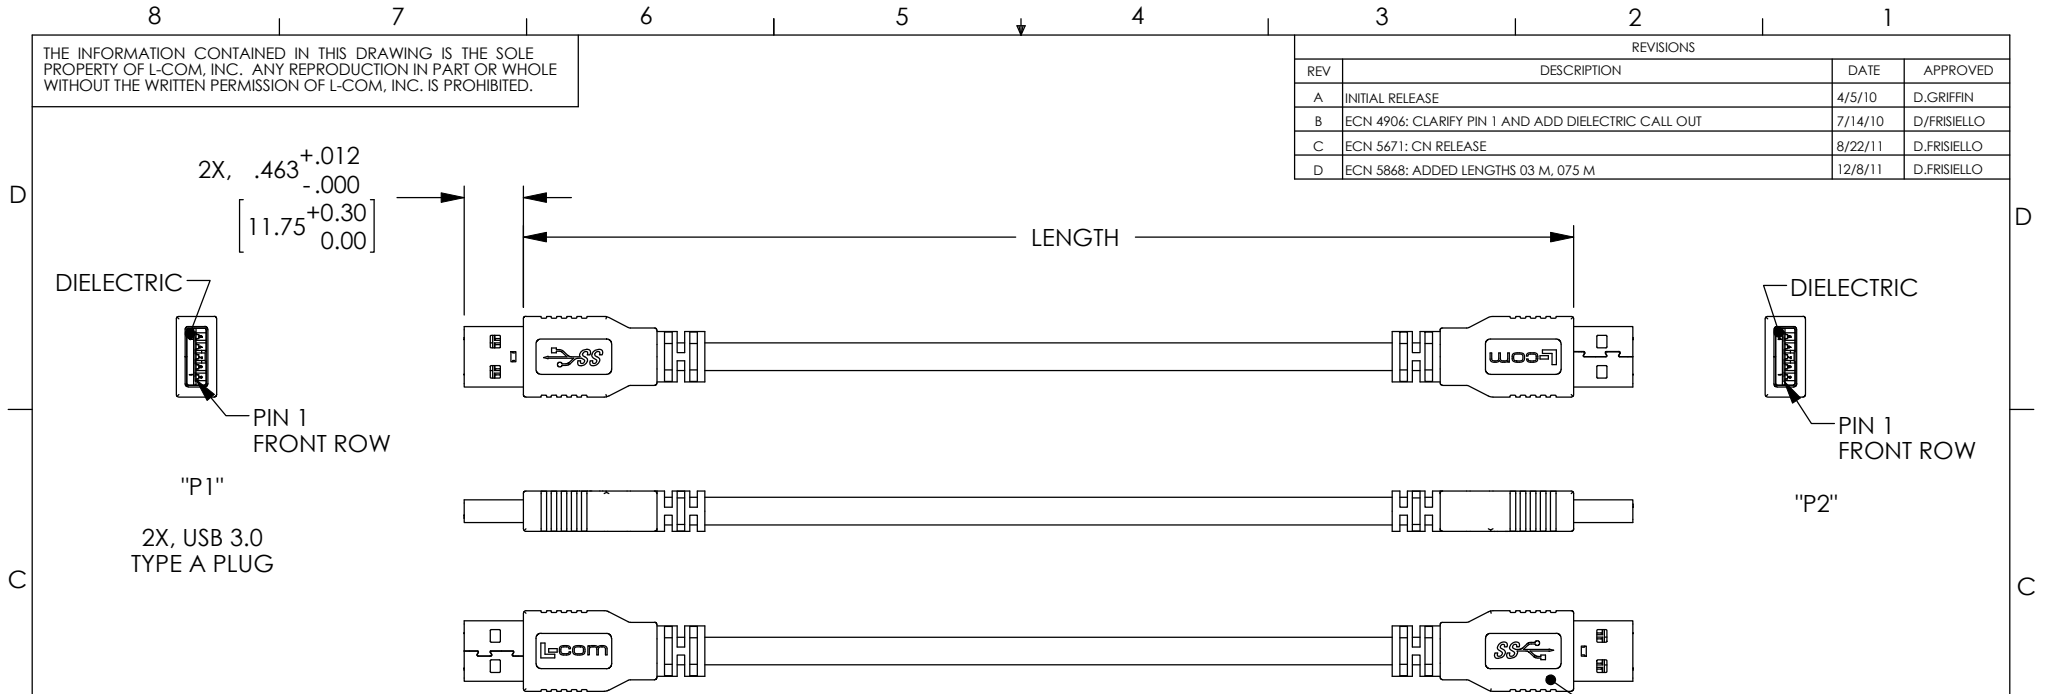 8 7 6 5 4 3 2 1
THE INFORMATION CONTAINED IN THIS DRAWING IS THE SOLE
PROPERTY OF L-COM, INC. ANY REPRODUCTION IN PART OR WHOLE
WITHOUT THE WRITTEN PERMISSION OF L-COM, INC. IS PROHIBITED.
REVISIONS
REV DESCRIPTION DATE APPROVED
A INITIAL RELEASE 4/5/10 D.GRIFFIN
B ECN 4906: CLARIFY PIN 1 AND ADD DIELECTRIC CALL OUT 7/14/10 D/FRISIELLO
C ECN 5671: CN RELEASE 8/22/11 D.FRISIELLO
D ECN 5868: ADDED LENGTHS 03 M, 075 M 12/8/11 D.FRISIELLO
2X, .463 +.012
-.000
[11.75 +0.30
0.00]
D
D
LENGTH
DIELECTRIC
DIELECTRIC
SS
L-com
PIN 1
FRONT ROW
PIN 1
FRONT ROW
"P1"
"P2"
2X, USB 3.0
TYPE A PLUG
C
C
L-com
SS